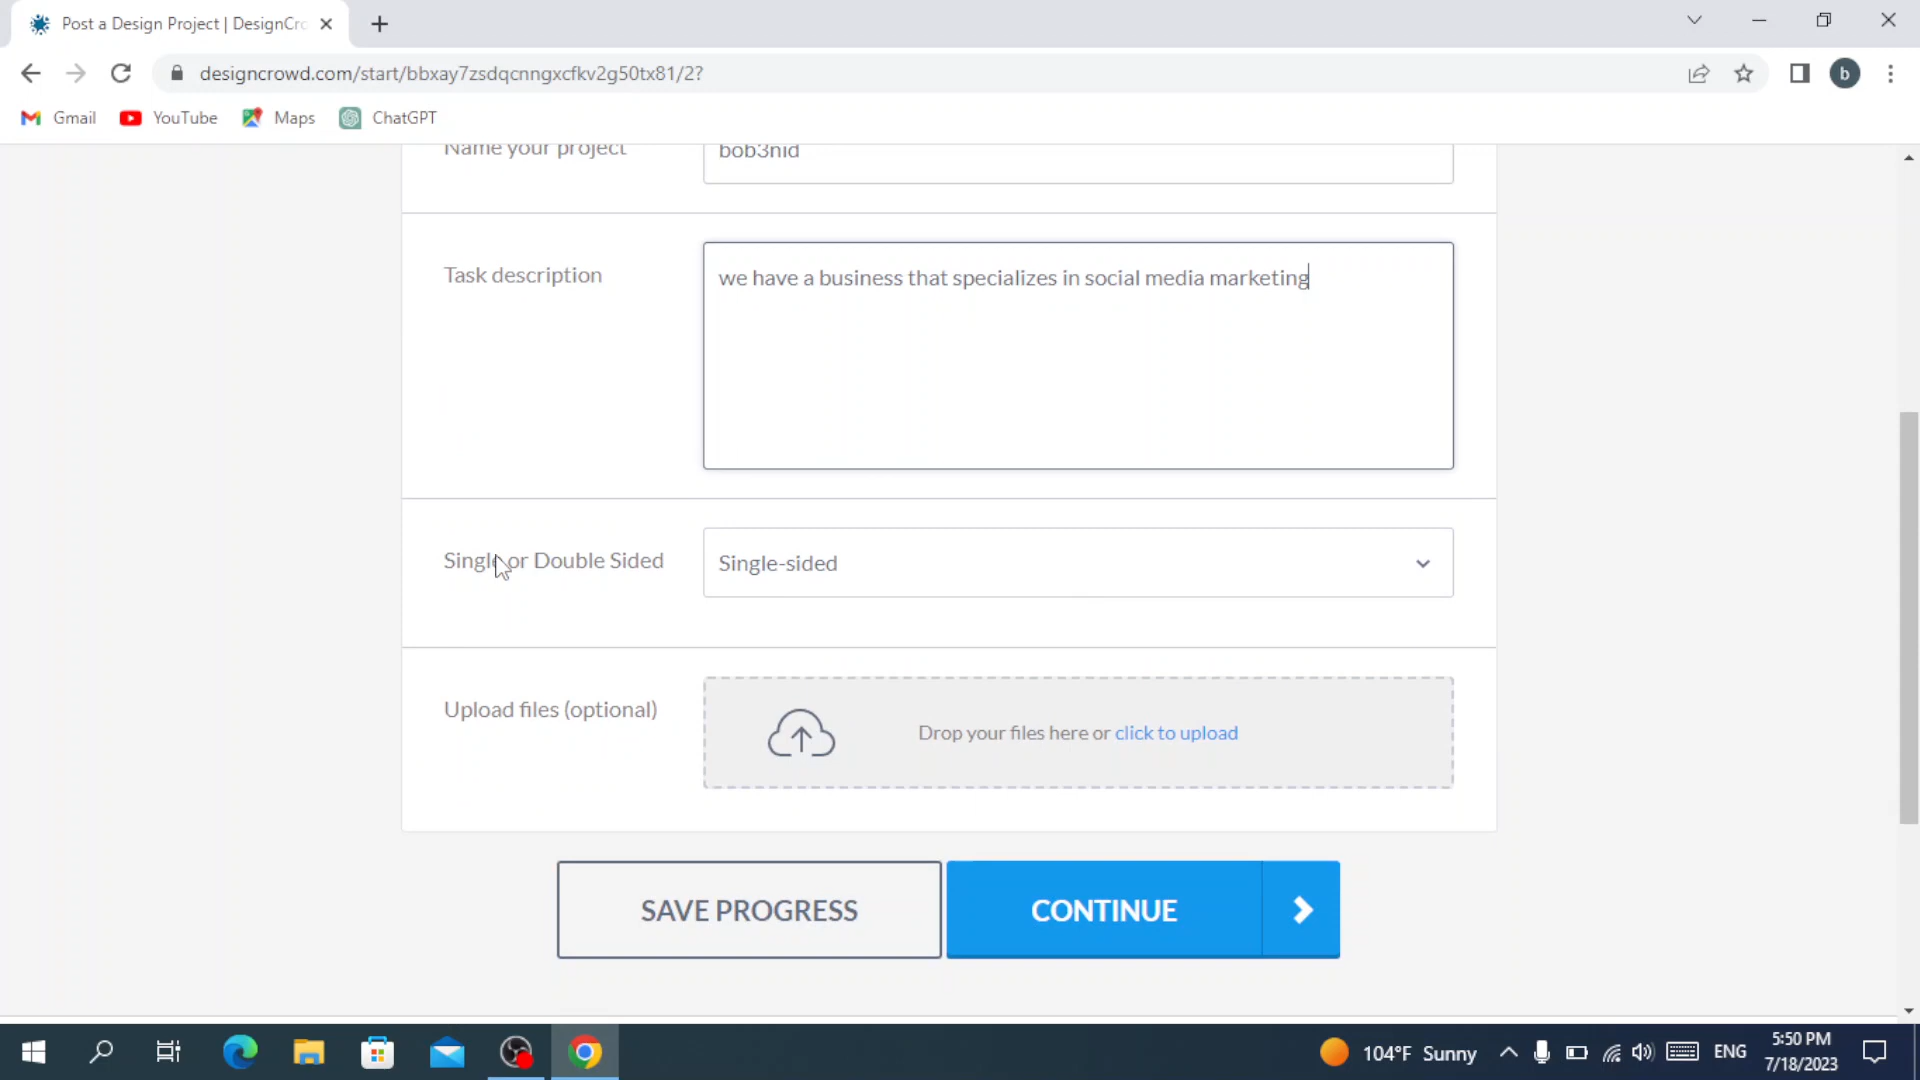 Post a Design Project | DesignCro
designcrowd.com/start/bbxay7zsdqcnngxcfkv2g50tx81/2?
b
Gmail
YouTube
Maps
ChatGPT
Name your project
bob3nid
Task description
we have a business that specializes in social media marketing
Single or Double Sided
Single-sided
Upload files (optional)
Drop your files here or click to upload
SAVE PROGRESS
CONTINUE
104°F Sunny
ENG
5:50 PM
7/18/2023